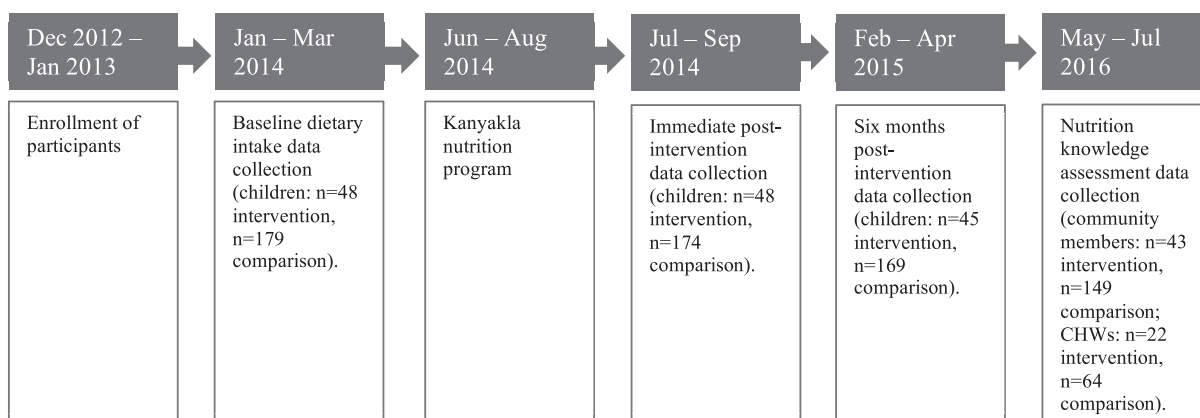 Dec 2012 –
Jan 2013
Enrollment of
participants
Jan – Mar
2014
Baseline dietary
intake data
collection
(children: n=48
intervention,
n=179
comparison).
Jun – Aug
2014
Kanyakla
nutrition
program
Jul – Sep
2014
Immediate post-
intervention
data collection
(children: n=48
intervention,
n=174
comparison).
Feb – Apr
2015
Six months
post-
intervention
data collection
(children: n=45
intervention,
n=169
comparison).
May – Jul
2016
Nutrition
knowledge
assessment data
collection
(community
members: n=43
intervention,
n=149
comparison;
CHWs: n=22
intervention,
n=64
comparison).